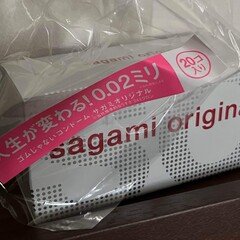 人生が変わる!0.02ミリ
ゴムじゃないコンドーム サガミオリジナル
20コ
入り
sagami origina